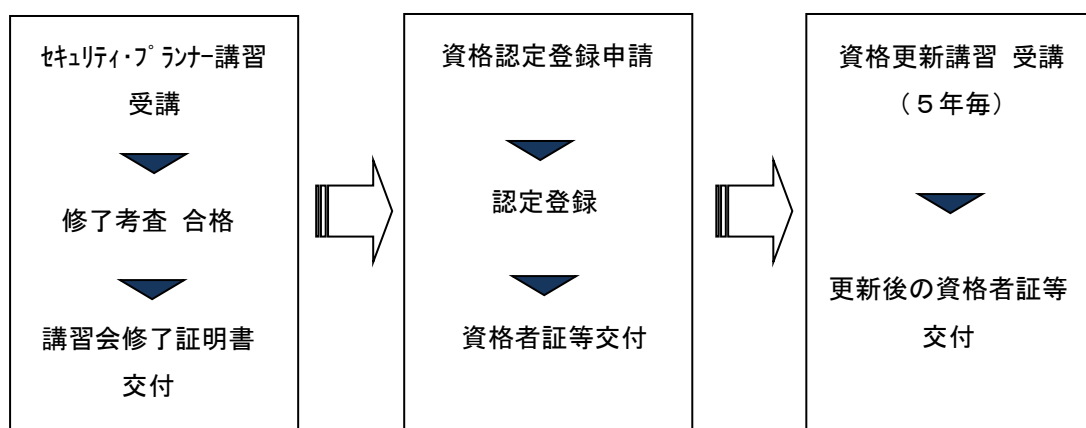 ｾｷｭﾘﾃｨ･ﾌﾟﾗﾝﾅｰ講習
受講
修了考査 合格
講習会修了証明書
交付
資格認定登録申請
認定登録
資格者証等交付
資格更新講習 受講
（５年毎）
更新後の資格者証等
交付